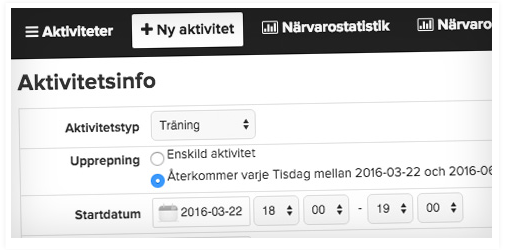 Aktiviteter Ny aktivitet Närvarostatistik Närvaro
Aktivitetsinfo
Aktivitetstyp Träning
Upprepning Enskild aktivitet
Återkommer varje Tisdag mellan 2016-03-22 och 2016-06
Startdatum 2016-03-22 18 00 - 19 00